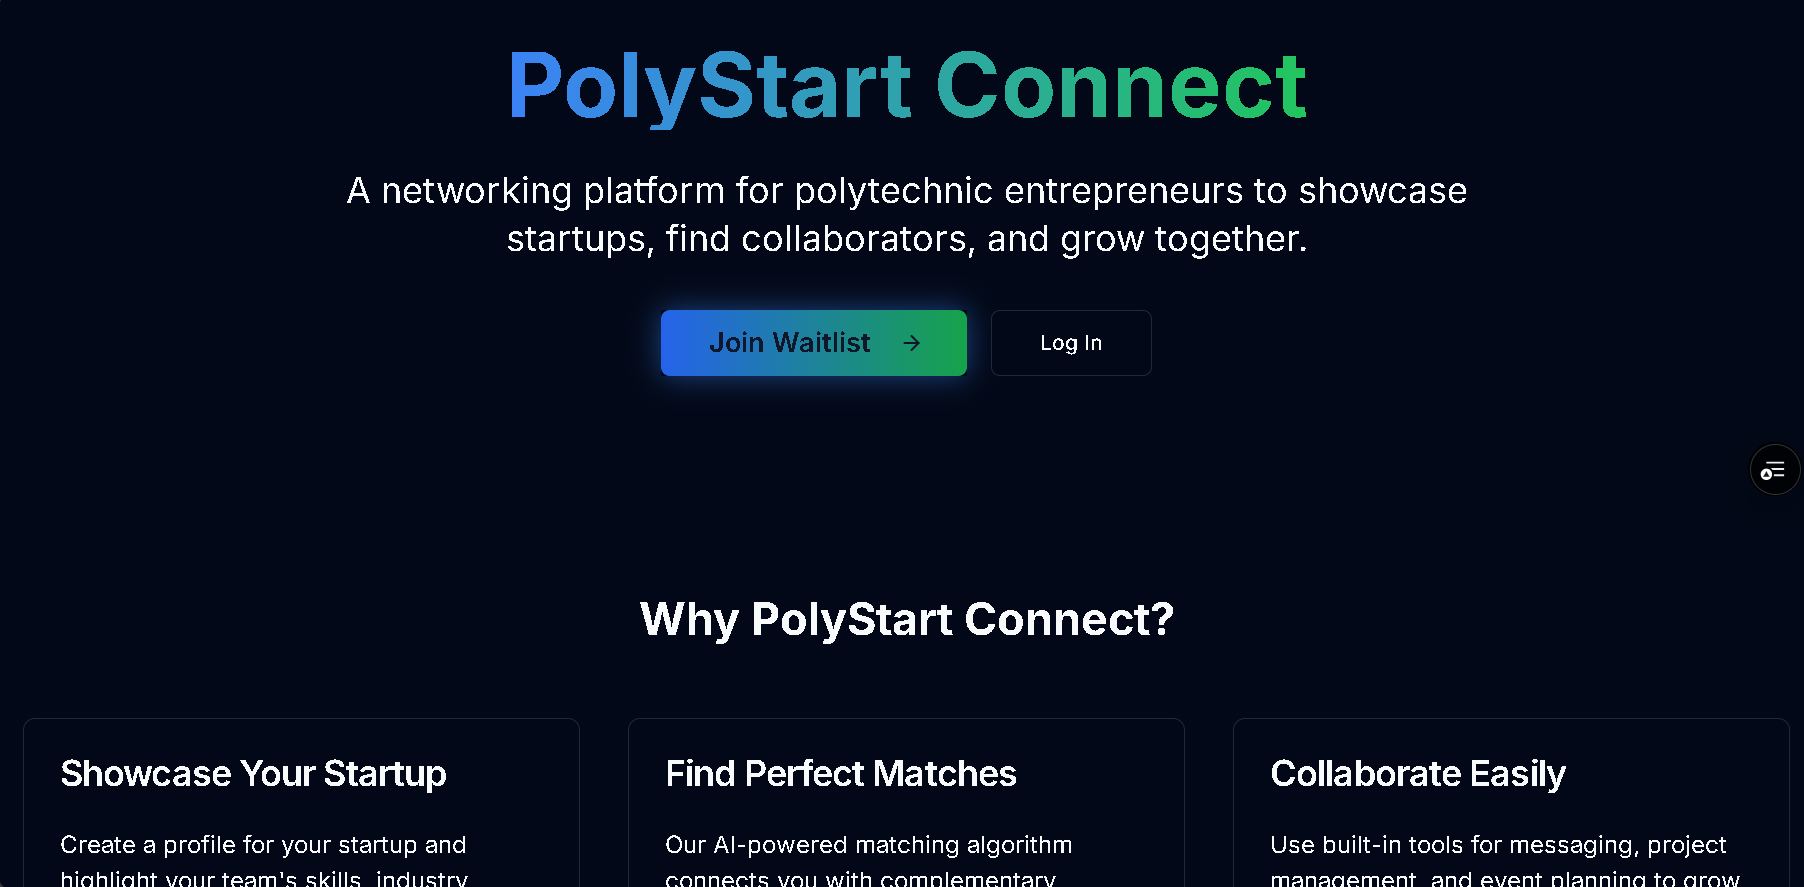 PolyStart Connect
A networking platform for polytechnic entrepreneurs to showcase
startups, find collaborators, and grow together.
Join Waitlist →
Log In
Why PolyStart Connect?
Showcase Your Startup
Create a profile for your startup and
highlight your team's skills, industry
Find Perfect Matches
Our AI-powered matching algorithm
connects you with complementary
Collaborate Easily
Use built-in tools for messaging, project
management, and event planning to grow